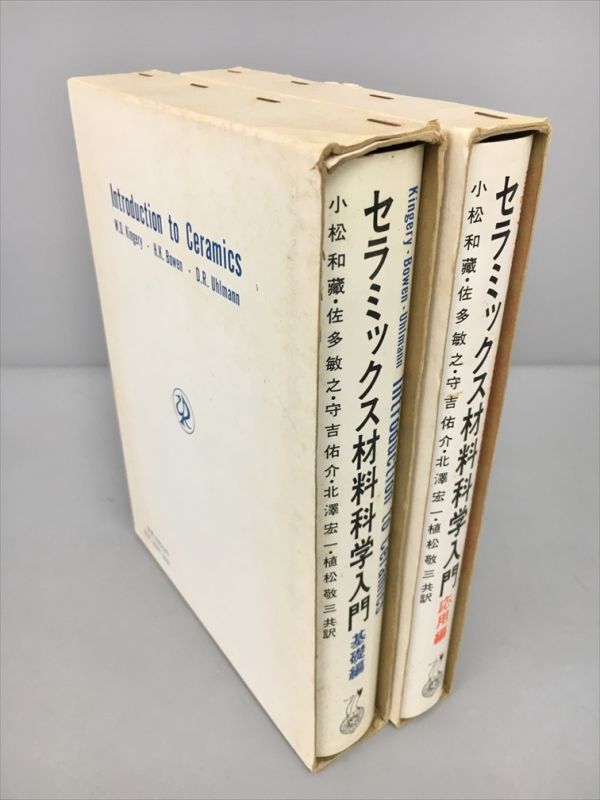 Introduction to Ceramics
W.D. Kingery · H.K. Bowen · D.R. Uhlmann
Kingery · Bowen · Uhlmann Introduction to Ceramics
セラミックス材料科学入門 基礎編
小松和藏・佐多敏之・守吉佑介・北澤宏一・植松敬三共訳
セラミックス材料科学入門 応用編
小松和藏・佐多敏之・守吉佑介・北澤宏一・植松敬三共訳